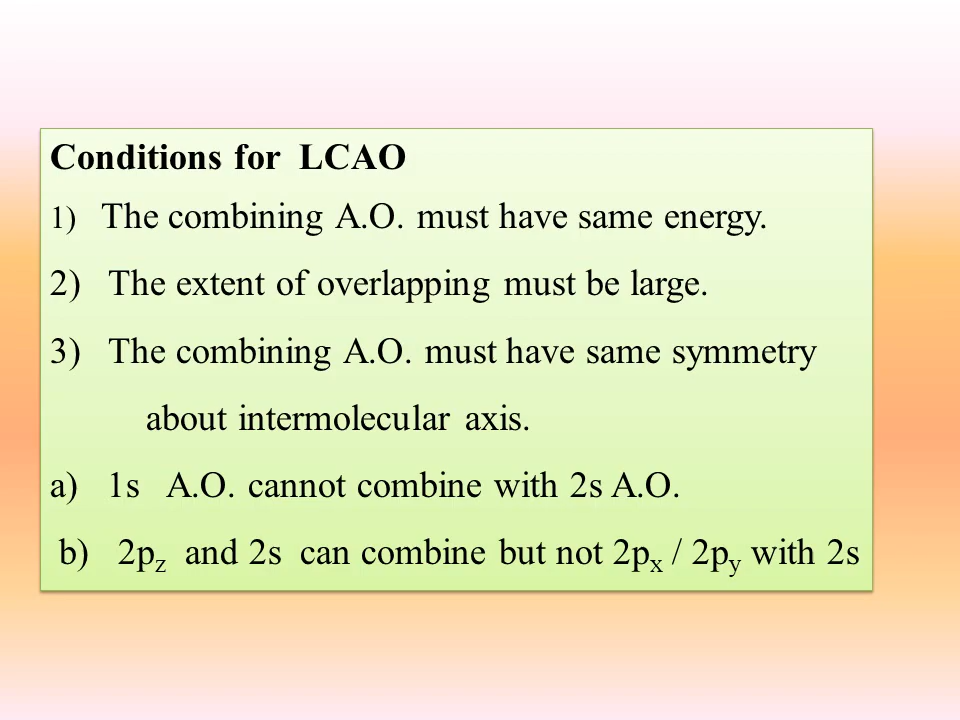 Conditions for LCAO
1) The combining A.O. must have same energy.
2) The extent of overlapping must be large.
3) The combining A.O. must have same symmetry
about intermolecular axis.
a) 1s A.O. cannot combine with 2s A.O.
b) 2pz and 2s can combine but not 2px / 2py with 2s